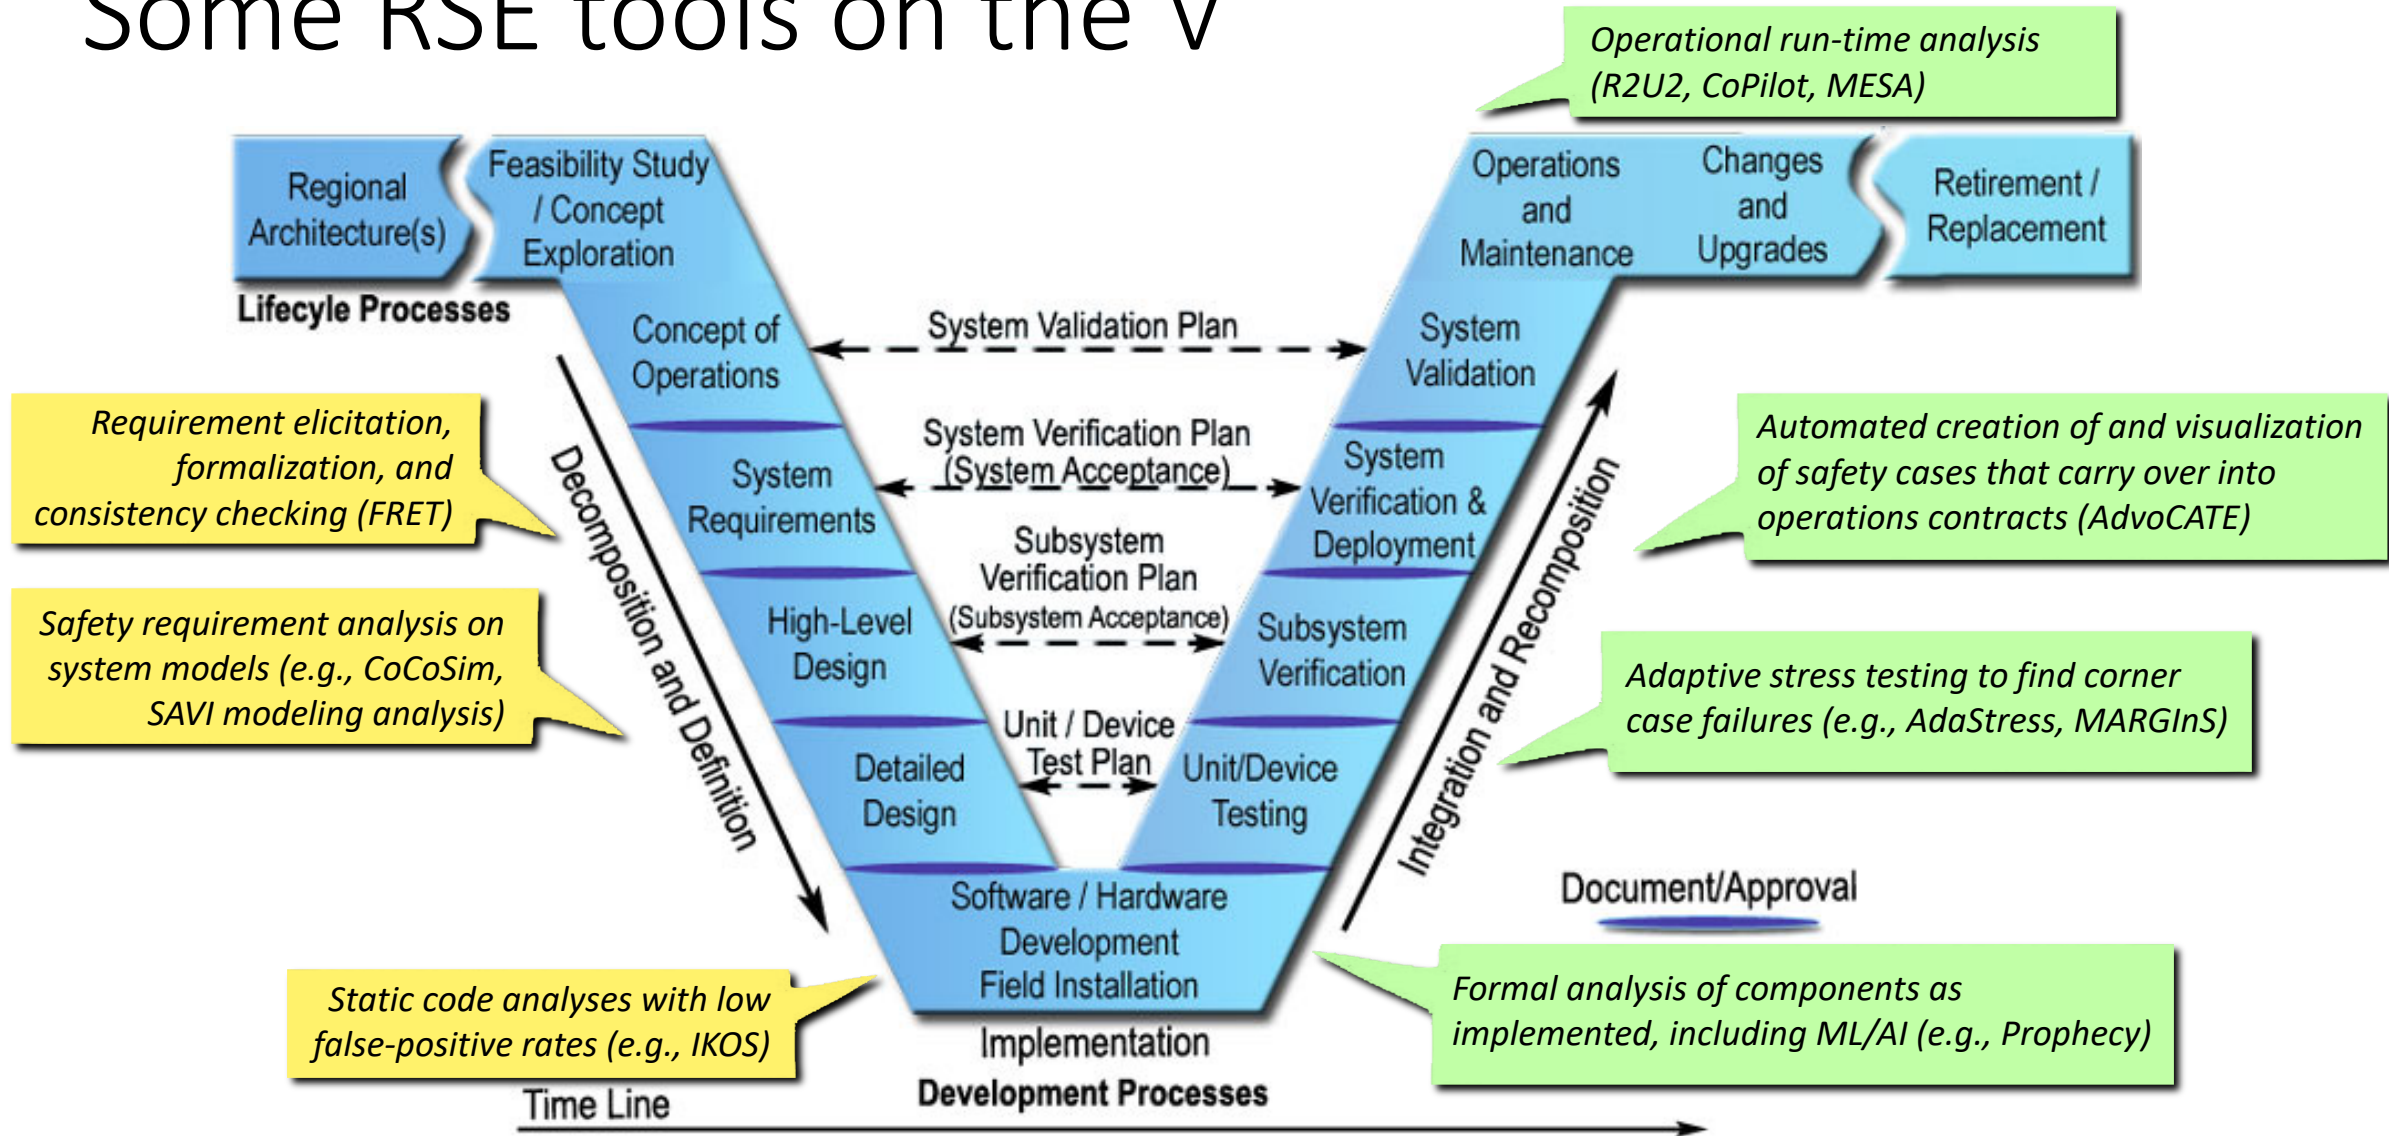 Some RSE tools on the V
Operational run-time analysis
(R2U2, CoPilot, MESA)
Regional
Architecture(s)
Feasibility Study
/ Concept
Exploration
Operations
and
Maintenance
Changes
and
Upgrades
Retirement /
Replacement
Lifecyle Processes
Concept of
Operations
System Validation Plan
System
Validation
Requirement elicitation,
formalization, and
consistency checking (FRET)
Decomposition and Definition
System
Requirements
System Verification Plan
(System Acceptance)
System
Verification &
Deployment
Integration and Recomposition
Automated creation of and visualization
of safety cases that carry over into
operations contracts (AdvoCATE)
Safety requirement analysis on
system models (e.g., CoCoSim,
SAVI modeling analysis)
High-Level
Design
Subsystem
Verification Plan
(Subsystem Acceptance)
Subsystem
Verification
Adaptive stress testing to find corner
case failures (e.g., AdaStress, MARGInS)
Detailed
Design
Unit / Device
Test Plan
Unit/Device
Testing
Software / Hardware
Development
Field Installation
Document/Approval
Static code analyses with low
false-positive rates (e.g., IKOS)
Formal analysis of components as
implemented, including ML/AI (e.g., Prophecy)
Implementation
Development Processes
Time Line